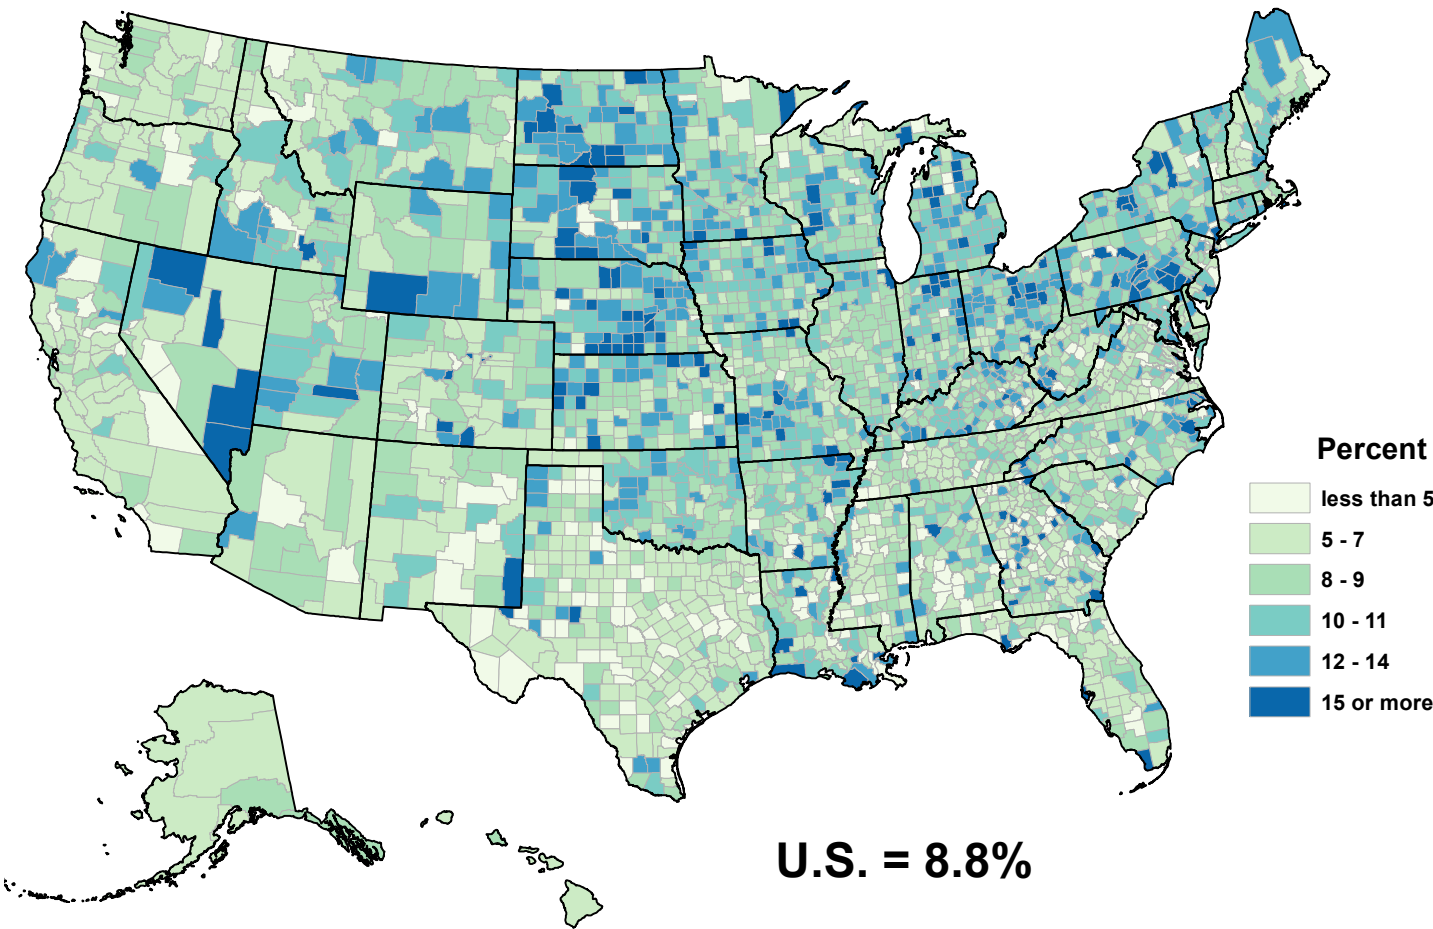 Percent
less than 5
5 - 7
8 - 9
10 - 11
12 - 14
15 or more
U.S. = 8.8%